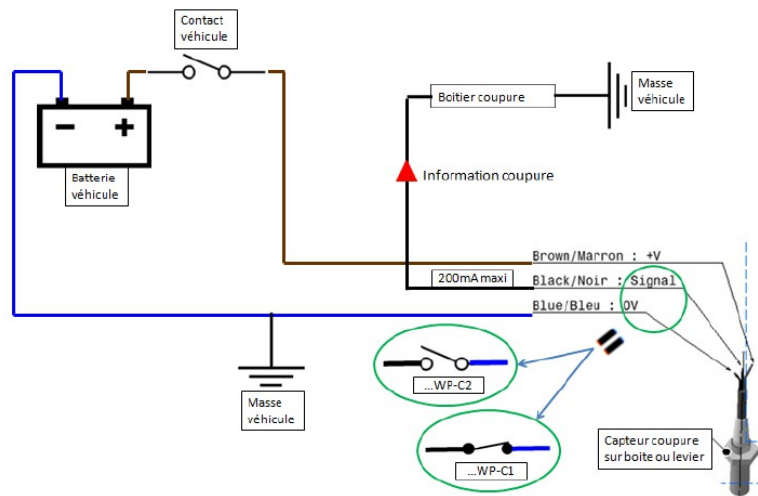 Contact
véhicule
Boitier coupure
Masse
véhicule
− +
Batterie
véhicule
Information coupure
Brown/Marron : +V
200mA maxi
Black/Noir : Signal
Blue/Bleu : 0V
...WP-C2
Masse
véhicule
...WP-C1
Capteur coupure
sur boite ou levier